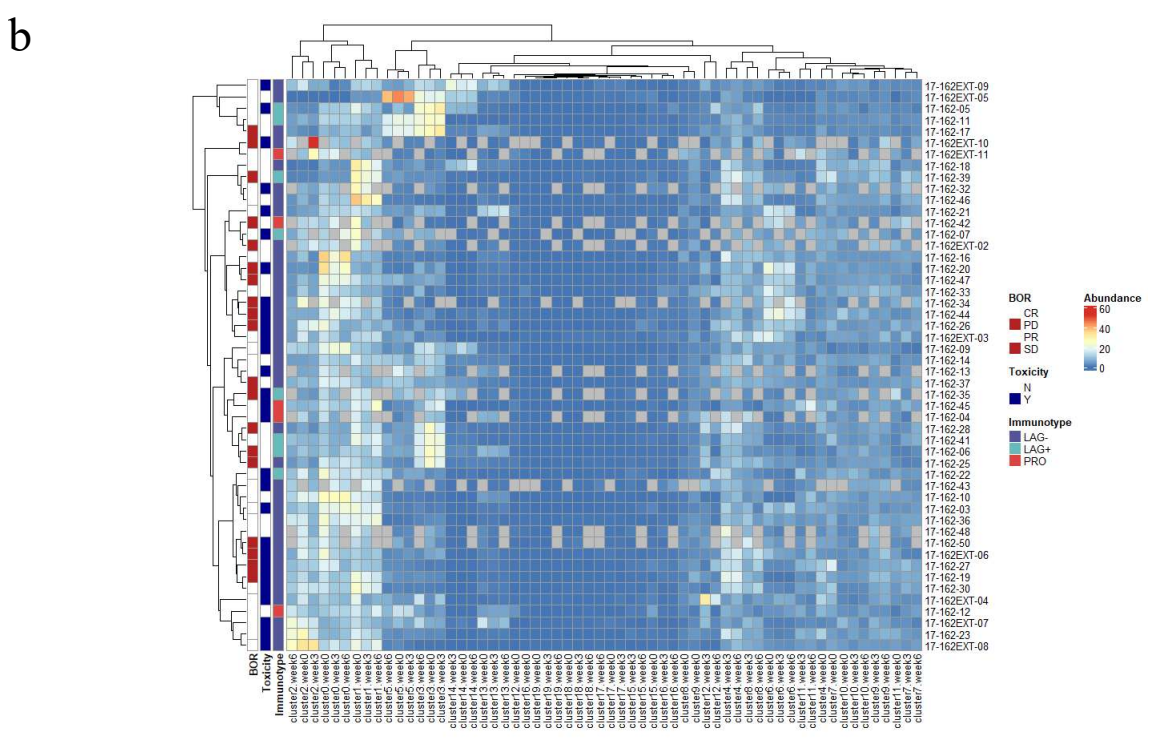 b
17-162EXT-09
17-162EXT-05
17-162-05
17-162-11
17-162-17
17-162EXT-10
17-162EXT-11
17-162-18
17-162-39
17-162-32
17-162-46
17-162-21
17-162-42
17-162-07
17-162EXT-02
17-162-16
17-162-20
17-162-47
17-162-33
17-162-34
17-162-44
17-162-26
17-162EXT-03
17-162-09
17-162-14
17-162-13
17-162-37
17-162-35
17-162-45
17-162-04
17-162-28
17-162-41
17-162-06
17-162-25
17-162-22
17-162-43
17-162-10
17-162-03
17-162-36
17-162-48
17-162-50
17-162EXT-06
17-162-27
17-162-19
17-162-30
17-162EXT-04
17-162-12
17-162EXT-07
17-162-23
17-162EXT-08
BOR
CR
PD
PR
SD
Toxicity
N
Y
Immunotype
LAG-
LAG+
PRO
Abundance
60
40
20
0
BOR
Toxicity
Immunotype
cluster2.week6
cluster2.week0
cluster2.week3
cluster0.week0
cluster0.week3
cluster0.week6
cluster1.week0
cluster1.week3
cluster1.week6
cluster5.week6
cluster5.week0
cluster5.week3
cluster3.week6
cluster3.week0
cluster3.week3
cluster14.week3
cluster14.week0
cluster14.week6
cluster13.week0
cluster13.week3
cluster13.week6
cluster12.week0
cluster16.week0
cluster19.week0
cluster19.week3
cluster19.week6
cluster18.week0
cluster18.week3
cluster18.week6
cluster17.week6
cluster17.week0
cluster17.week3
cluster15.week3
cluster15.week6
cluster15.week0
cluster16.week3
cluster16.week6
cluster8.week0
cluster12.week3
cluster12.week6
cluster4.week3
cluster4.week6
cluster8.week3
cluster8.week6
cluster6.week0
cluster6.week3
cluster6.week6
cluster11.week3
cluster11.week6
cluster4.week0
cluster7.week0
cluster10.week0
cluster10.week3
cluster10.week6
cluster9.week3
cluster9.week6
cluster11.week0
cluster7.week3
cluster7.week6